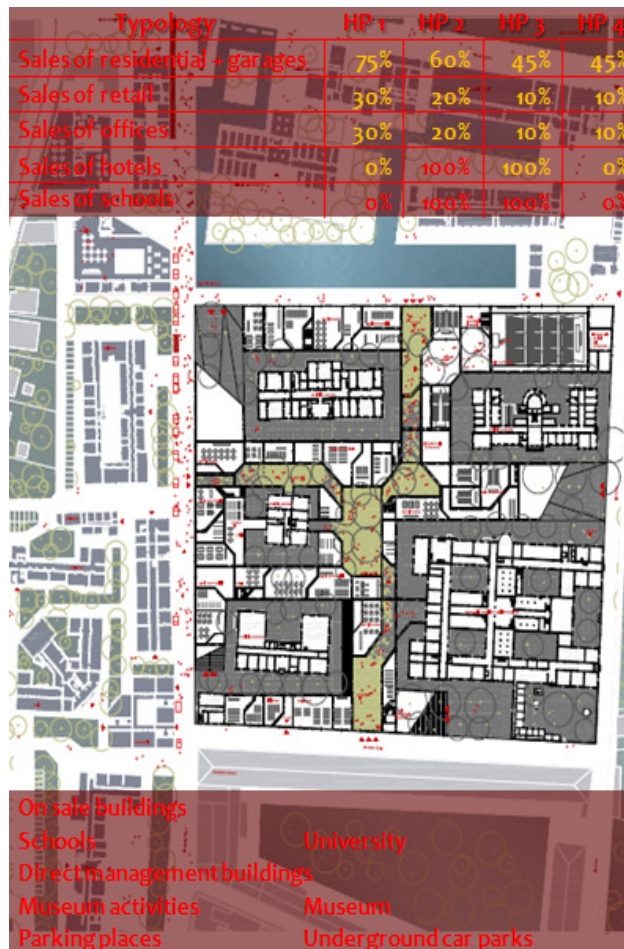 Typology HP 1 HP 2 HP 3 HP 4
Sales of residential + garages 75% 60% 45% 45%
Sales of retail 30% 20% 10% 10%
Sales of offices 30% 20% 10% 10%
Sales of hotels 0% 100% 100% 0%
Sales of schools 0% 100% 100% 0%
On sale buildings
Schools University
Direct management buildings
Museum activities Museum
Parking places Underground car parks